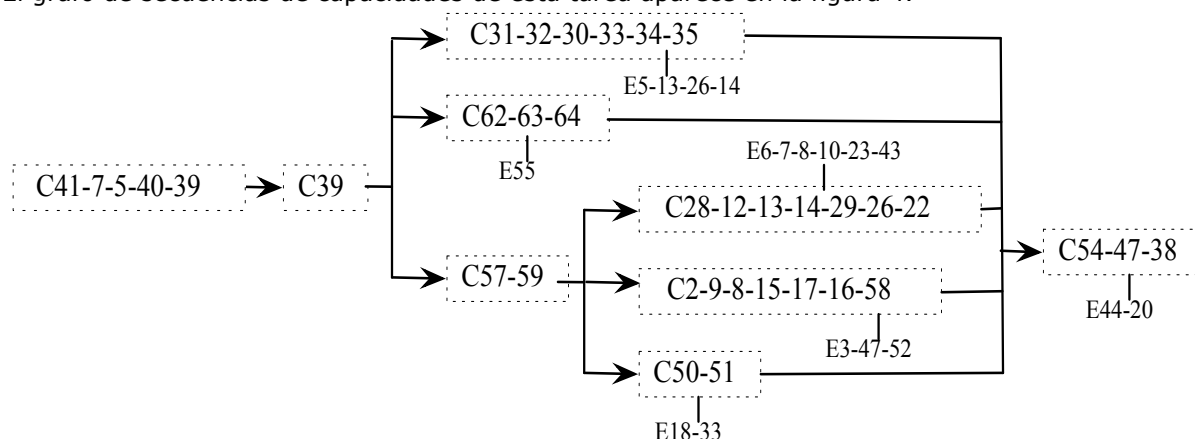 El grafo de secuencias de capacidades de esta tarea aparece en la figura 4.
C31-32-30-33-34-35
E5-13-26-14
C62-63-64
E55
E6-7-8-10-23-43
C41-7-5-40-39
C39
C28-12-13-14-29-26-22
C57-59
C2-9-8-15-17-16-58
E3-47-52
C54-47-38
E44-20
C50-51
E18-33